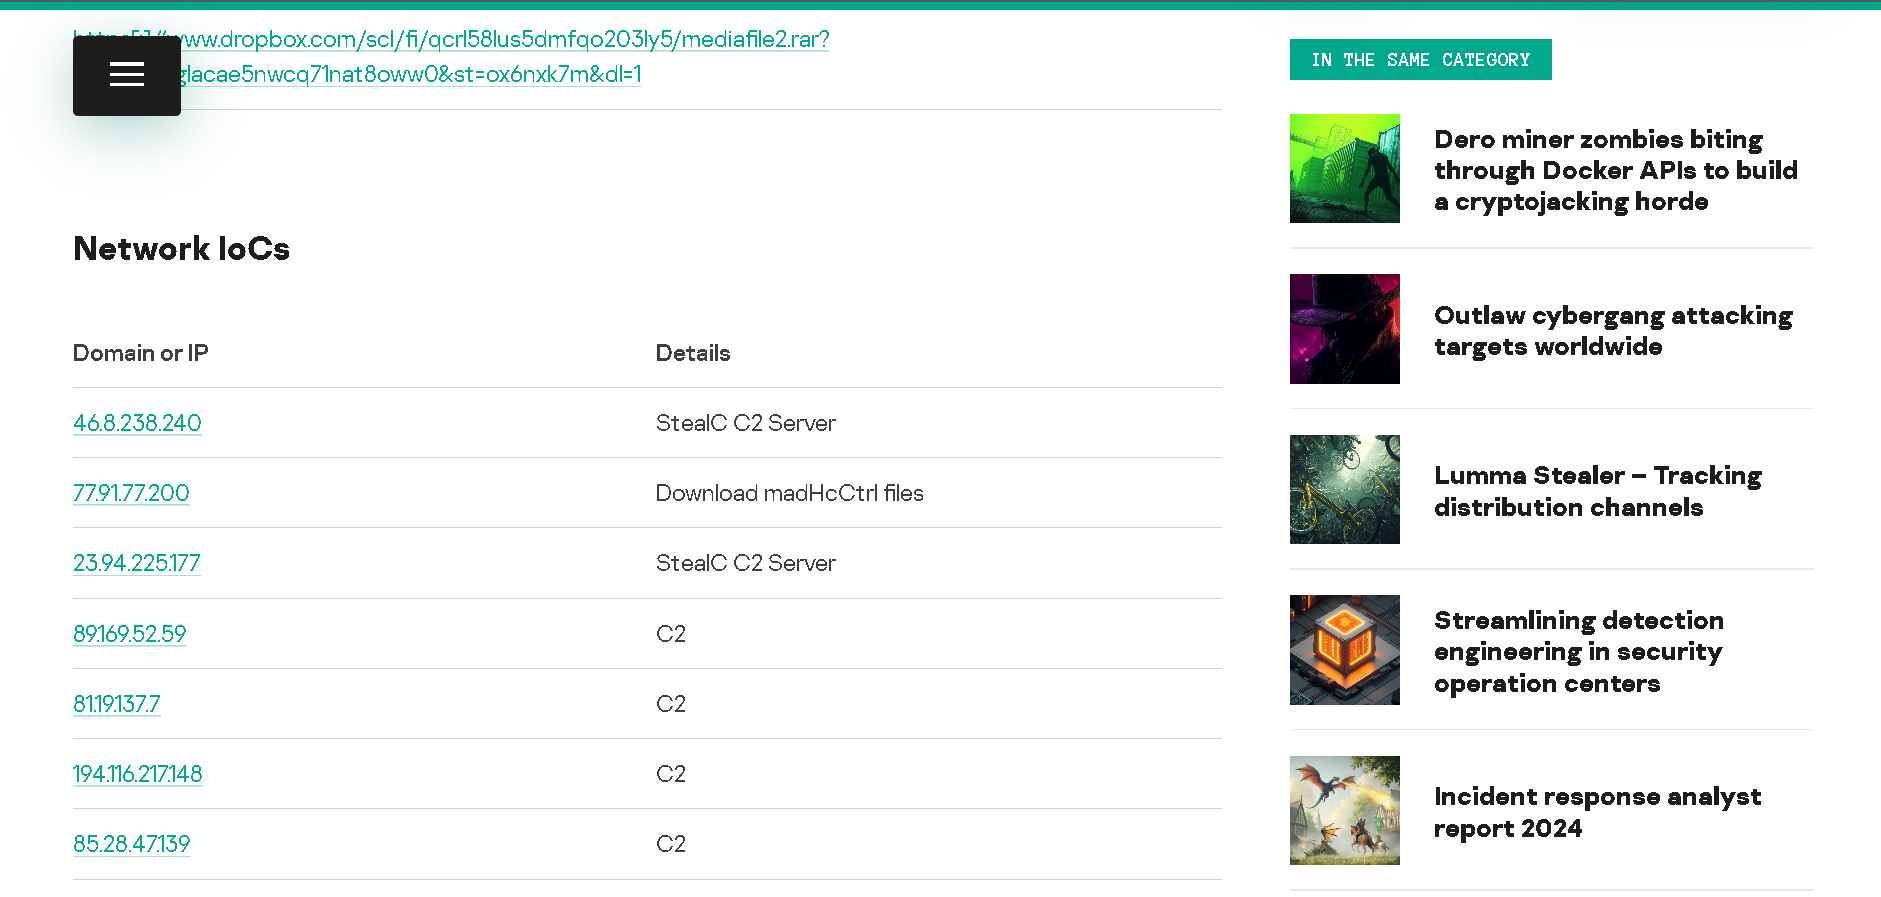 www.dropbox.com/scl/fi/qcrl58lus5dmfqo203ly5/mediafile2.rar?
glacae5nwcq71nat8oww0&st=ox6nxk7m&dl=1
Network IoCs
Domain or IP Details
46.8.238.240 StealC C2 Server
77.91.77.200 Download madHcCtrl files
23.94.225.177 StealC C2 Server
89.169.52.59 C2
81.19.137.7 C2
194.116.217.148 C2
85.28.47.139 C2
IN THE SAME CATEGORY
Dero miner zombies biting
through Docker APIs to build
a cryptojacking horde
Outlaw cybergang attacking
targets worldwide
Lumma Stealer – Tracking
distribution channels
Streamlining detection
engineering in security
operation centers
Incident response analyst
report 2024